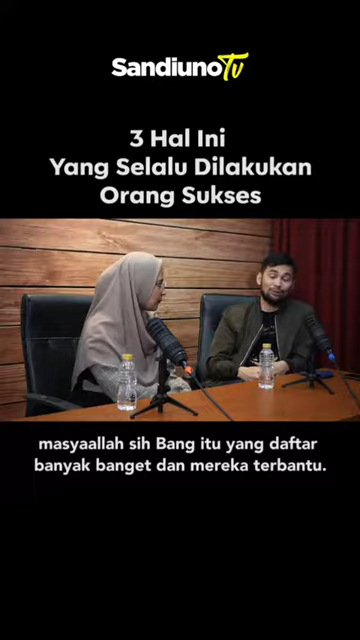 SandiunoTv
3 Hal Ini
Yang Selalu Dilakukan
Orang Sukses
masyaallah sih Bang itu yang daftar
banyak banget dan mereka terbantu.